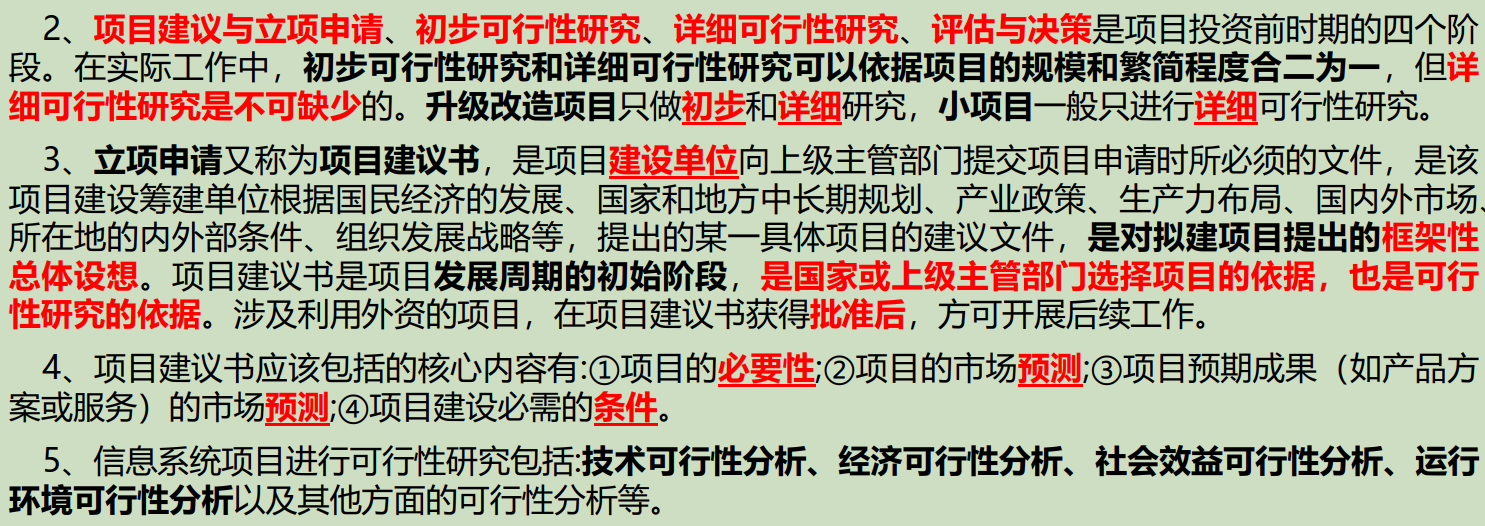 2、项目建议与立项申请、初步可行性研究、详细可行性研究、评估与决策是项目投资前时期的四个阶
段。在实际工作中，初步可行性研究和详细可行性研究可以依据项目的规模和繁简程度合二为一，但详
细可行性研究是不可缺少的。升级改造项目只做初步和详细研究，小项目一般只进行详细可行性研究。
3、立项申请又称为项目建议书，是项目建设单位向上级主管部门提交项目申请时所必须的文件，是该
项目建设筹建单位根据国民经济的发展、国家和地方中长期规划、产业政策、生产力布局、国内外市场、
所在地的内外部条件、组织发展战略等，提出的某一具体项目的建议文件，是对拟建项目提出的框架性
总体设想。项目建议书是项目发展周期的初始阶段，是国家或上级主管部门选择项目的依据，也是可行
性研究的依据。涉及利用外资的项目，在项目建议书获得批准后，方可开展后续工作。
4、项目建议书应该包括的核心内容有:①项目的必要性;②项目的市场预测;③项目预期成果（如产品方
案或服务）的市场预测;④项目建设必需的条件。
5、信息系统项目进行可行性研究包括:技术可行性分析、经济可行性分析、社会效益可行性分析、运行
环境可行性分析以及其他方面的可行性分析等。